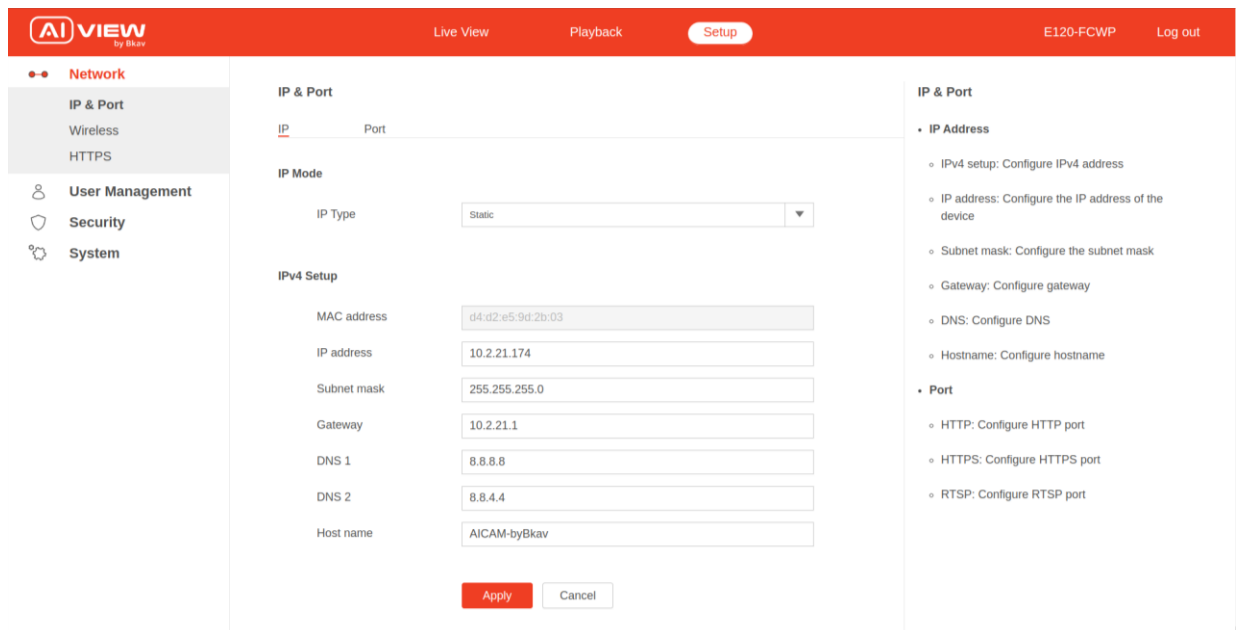 AI VIEW
by Bkav
Live View
Playback
Setup
E120-FCWP
Log out
Network
IP & Port
Wireless
HTTPS
User Management
Security
System
IP & Port
IP
Port
IP Mode
IP Type
Static
IPv4 Setup
MAC address
d4:d2:e5:9d:2b:03
IP address
10.2.21.174
Subnet mask
255.255.255.0
Gateway
10.2.21.1
DNS 1
8.8.8.8
DNS 2
8.8.4.4
Host name
AICAM-byBkav
Apply
Cancel
IP & Port
• IP Address
IPv4 setup: Configure IPv4 address
IP address: Configure the IP address of the
device
Subnet mask: Configure the subnet mask
Gateway: Configure gateway
DNS: Configure DNS
Hostname: Configure hostname
• Port
HTTP: Configure HTTP port
HTTPS: Configure HTTPS port
RTSP: Configure RTSP port